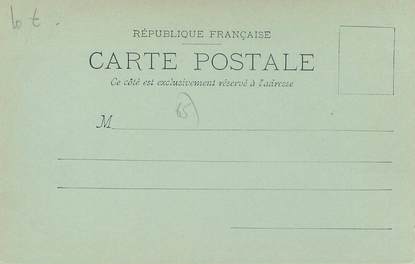 RÉPUBLIQUE FRANÇAISE
CARTE POSTALE
Ce côté est exclusivement réservé à l'adresse
M